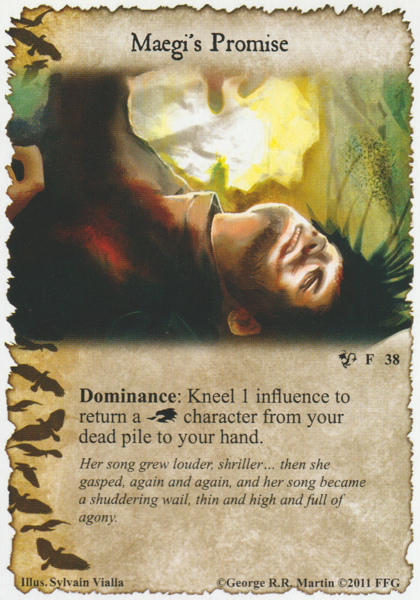 Maegi's Promise
F 38
Dominance: Kneel 1 influence to
return a character from your
dead pile to your hand.
Her song grew louder, shriller... then she
gasped, again and again, and her song became
a shuddering wail, thin and high and full of
agony.
Illus. Sylvain Vialla ©George R.R. Martin ©2011 FFG